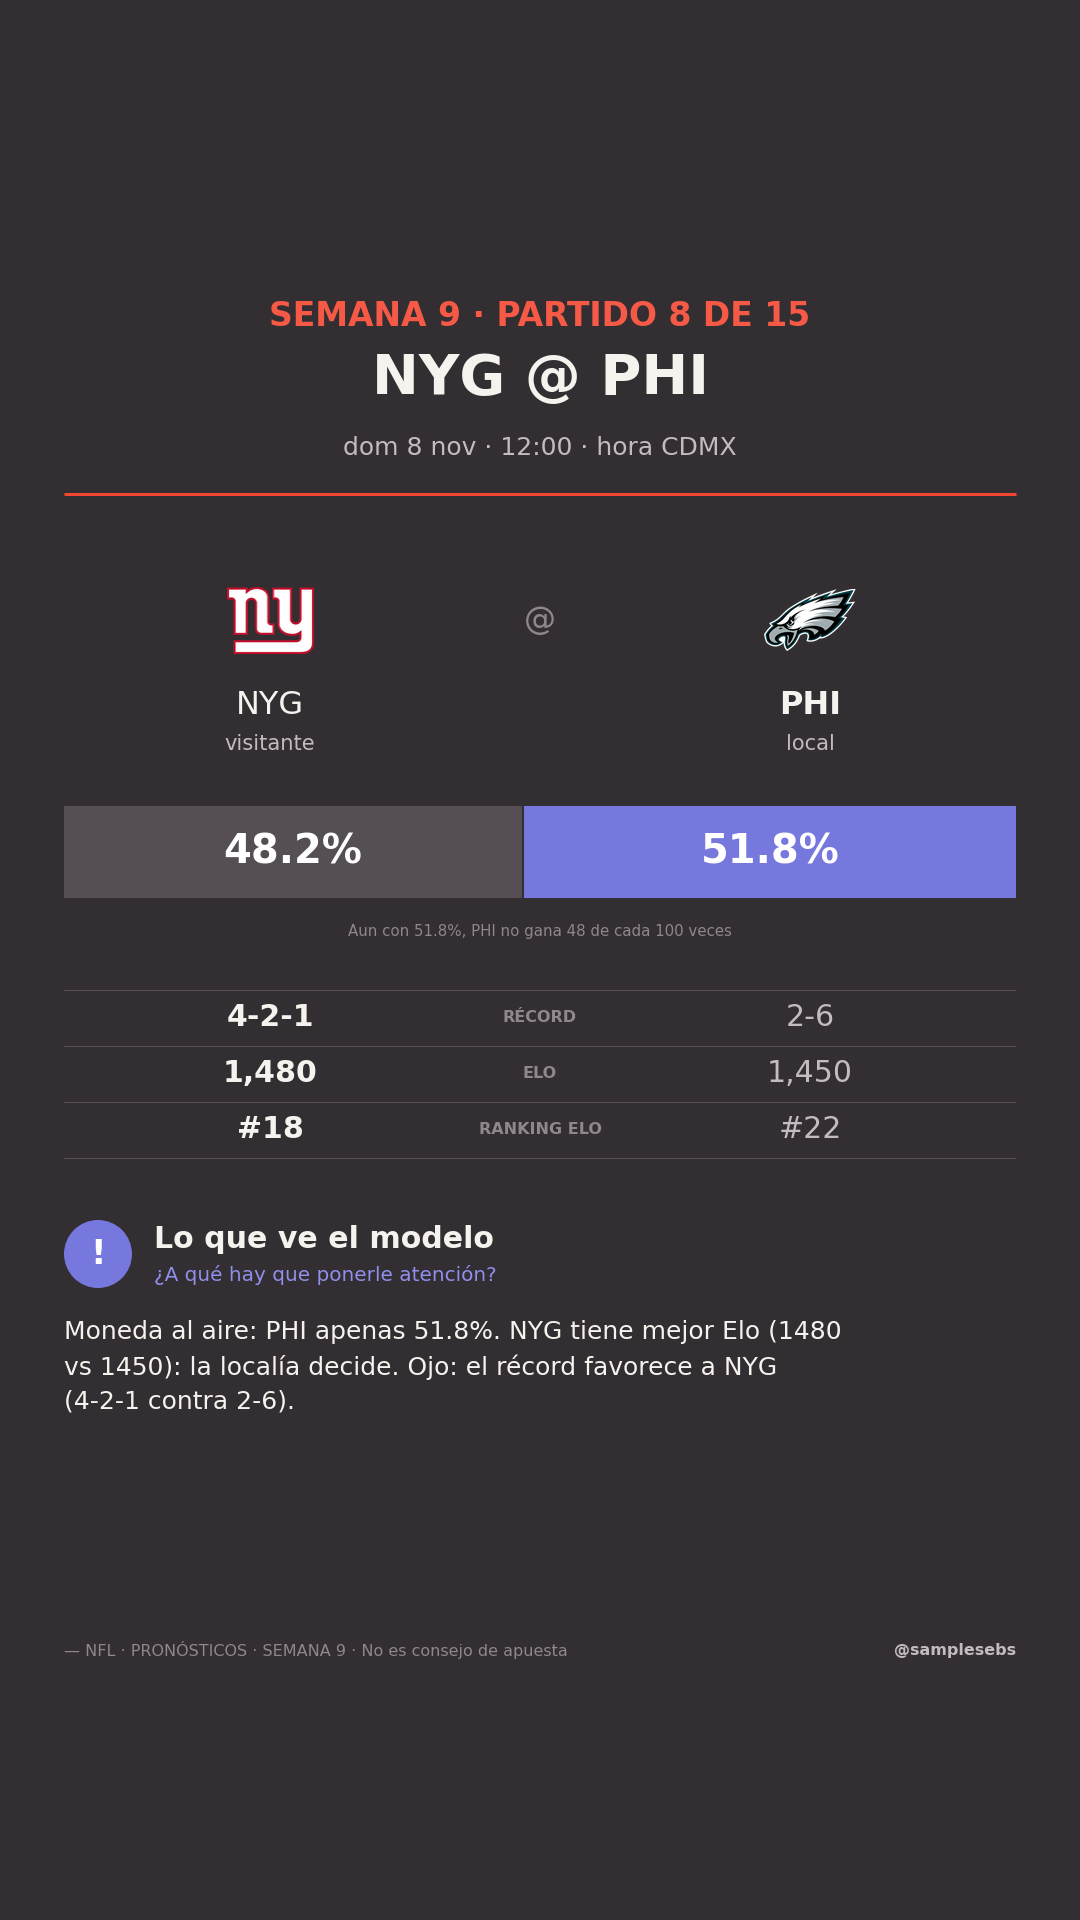 SEMANA 9 · PARTIDO 8 DE 15
NYG @ PHI
dom 8 nov · 12:00 · hora CDMX
ny
@
NYG
PHI
visitante
local
48.2%
51.8%
Aun con 51.8%, PHI no gana 48 de cada 100 veces
4-2-1 RÉCORD 2-6
1,480 ELO 1,450
#18 RANKING ELO #22
!
Lo que ve el modelo
¿A qué hay que ponerle atención?
Moneda al aire: PHI apenas 51.8%. NYG tiene mejor Elo (1480
vs 1450): la localía decide. Ojo: el récord favorece a NYG
(4-2-1 contra 2-6).
— NFL · PRONÓSTICOS · SEMANA 9 · No es consejo de apuesta
@samplesebs